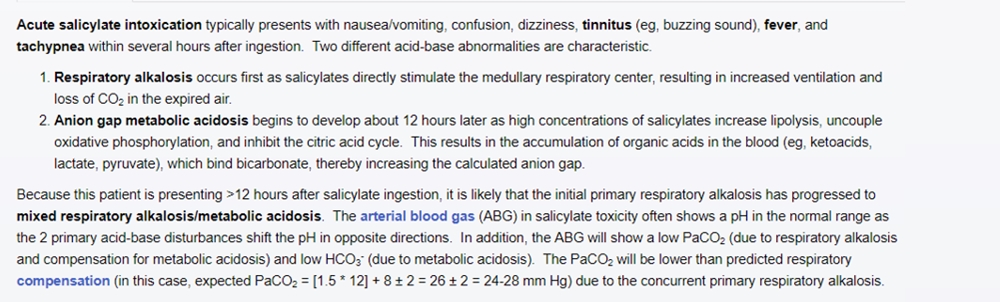 Acute salicylate intoxication typically presents with nausea/vomiting, confusion, dizziness, tinnitus (eg, buzzing sound), fever, and
tachypnea within several hours after ingestion. Two different acid-base abnormalities are characteristic.
1. Respiratory alkalosis occurs first as salicylates directly stimulate the medullary respiratory center, resulting in increased ventilation and
loss of CO₂ in the expired air.
2. Anion gap metabolic acidosis begins to develop about 12 hours later as high concentrations of salicylates increase lipolysis, uncouple
oxidative phosphorylation, and inhibit the citric acid cycle. This results in the accumulation of organic acids in the blood (eg, ketoacids,
lactate, pyruvate), which bind bicarbonate, thereby increasing the calculated anion gap.
Because this patient is presenting >12 hours after salicylate ingestion, it is likely that the initial primary respiratory alkalosis has progressed to
mixed respiratory alkalosis/metabolic acidosis. The arterial blood gas (ABG) in salicylate toxicity often shows a pH in the normal range as
the 2 primary acid-base disturbances shift the pH in opposite directions. In addition, the ABG will show a low PaCO₂ (due to respiratory alkalosis
and compensation for metabolic acidosis) and low HCO₃⁻ (due to metabolic acidosis). The PaCO₂ will be lower than predicted respiratory
compensation (in this case, expected PaCO₂ = [1.5 * 12] + 8 ± 2 = 26 ± 2 = 24-28 mm Hg) due to the concurrent primary respiratory alkalosis.